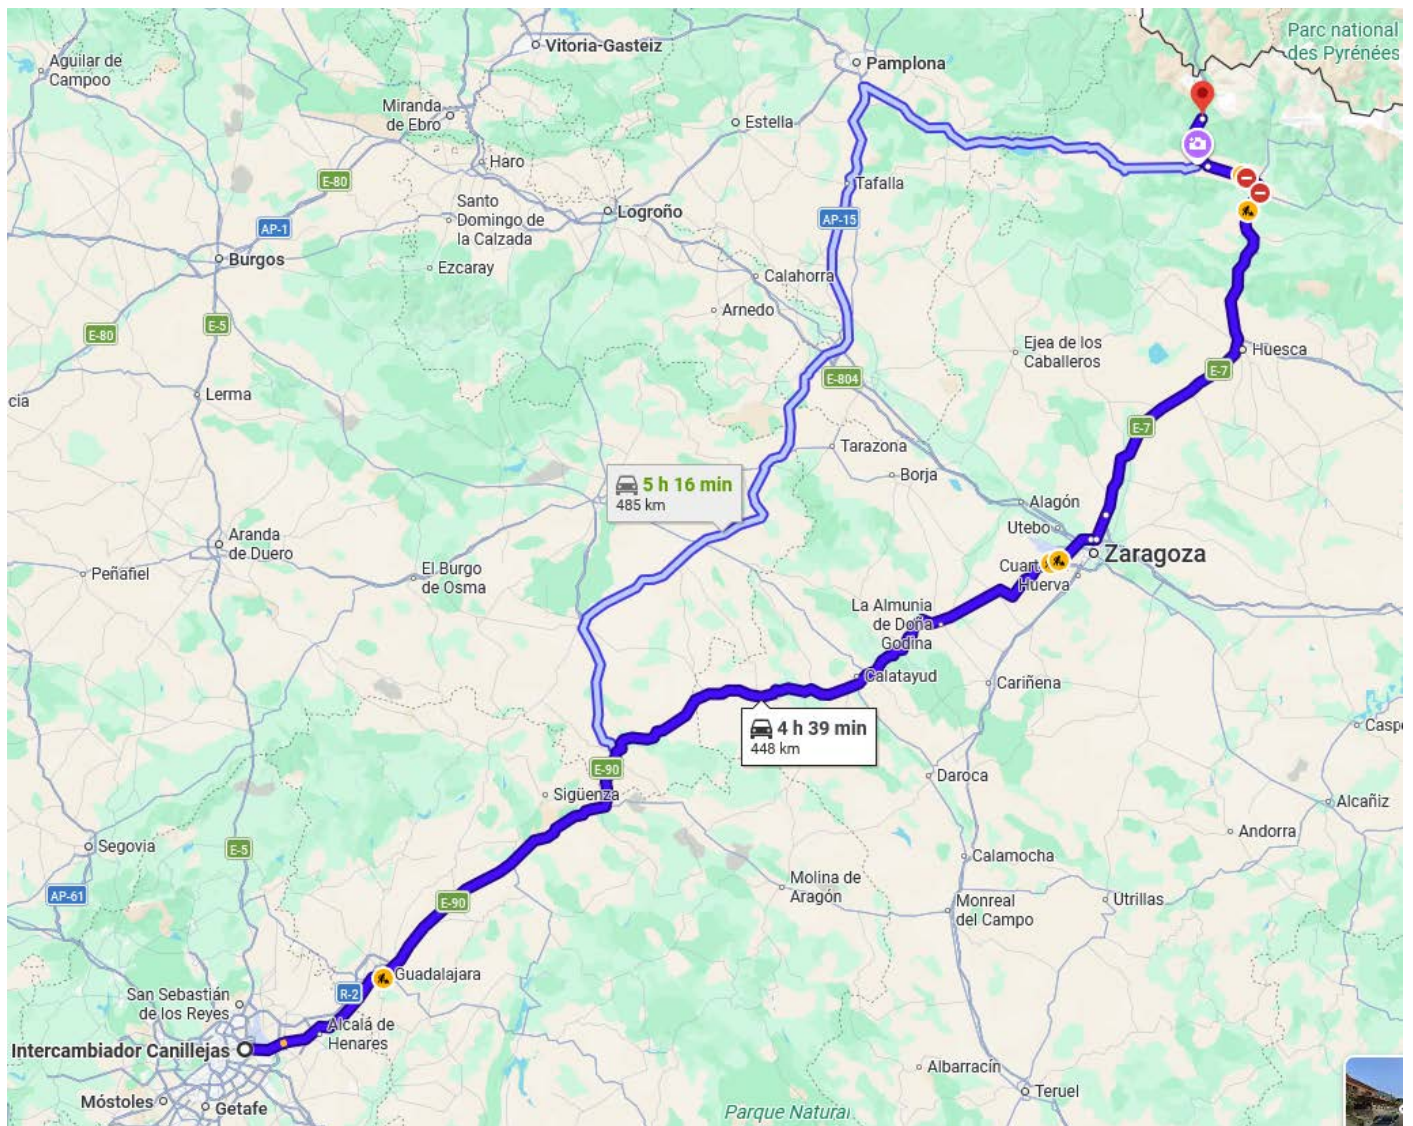 Parc national
des Pyrénées
Aguilar de
Campoo
Vitoria-Gasteiz
Pamplona
Miranda
de Ebro
Estella
Haro
E-80
Tafalla
Santo
Domingo de
la Calzada
Logroño
AP-15
AP-1
Burgos
Ezcaray
Calahorra
Arnedo
E-5
E-80
Ejea de los
Caballeros
Huesca
E-7
E-804
Lerma
cia
E-7
Tarazona
Borja
5 h 16 min
485 km
Alagón
Utebo
Aranda
de Duero
Zaragoza
Peñafiel
El Burgo
de Osma
Huerva
La Almunia
de Doña
Godina
Calatayud
Cariñena
4 h 39 min
448 km
Casp
E-90
Daroca
Sigüenza
Alcañiz
Andorra
Segovia
E-5
Calamocha
AP-61
Molina de
Aragón
E-90
Monreal
del Campo
Utrillas
Guadalajara
San Sebastián
de los Reyes
R-2
Alcalá de
Henares
Intercambiador Canillejas
Albarracín
Teruel
Móstoles
Getafe
Parque Natural